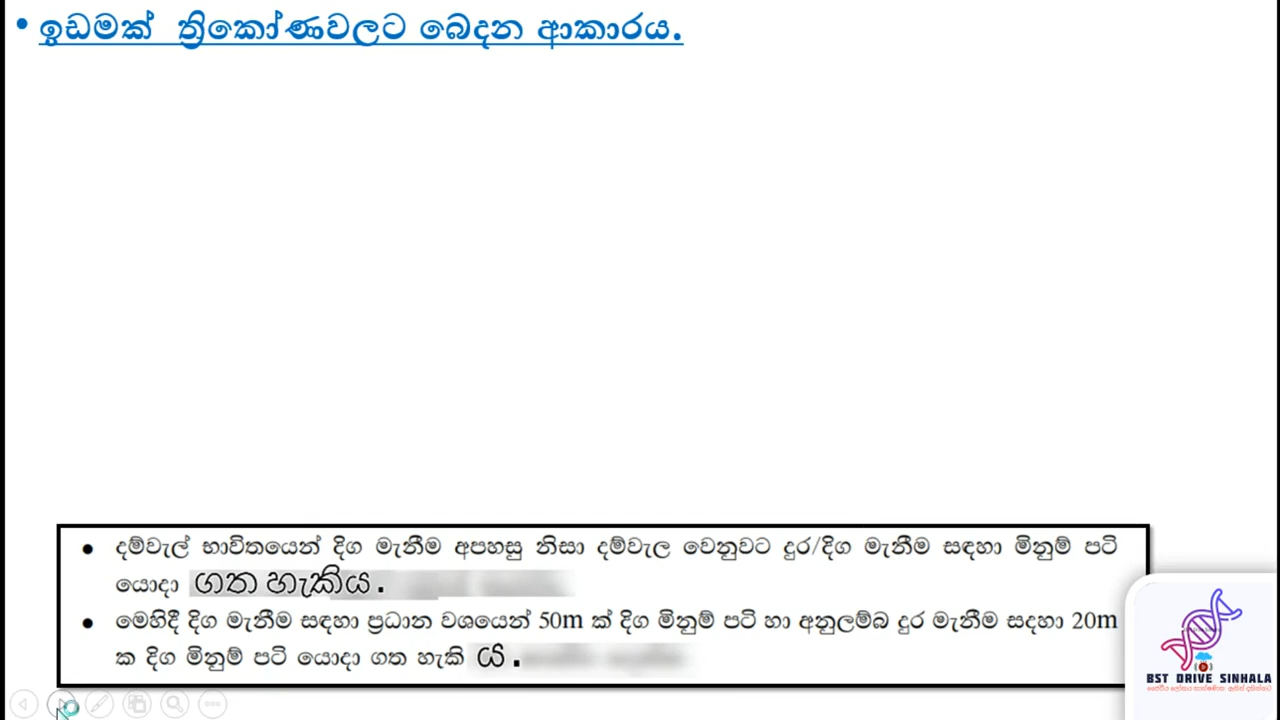 • ඉඩමක් ත්‍රිකෝණවලට බෙදන ආකාරය.
● දම්වැල් භාවිතයෙන් දිග මැනීම අපහසු නිසා දම්වැල වෙනුවට දුර/දිග මැනීම සඳහා මිනුම් පටි
යොදා ගත හැකිය.
● මෙහිදී දිග මැනීම සඳහා ප්‍රධාන වශයෙන් 50m ක් දිග මිනුම් පටි හා අනුලම්බ දුර මැනීම සදහා 20m
ක දිග මිනුම් පටි යොදා ගත හැකි යි.
BST DRIVE SINHALA